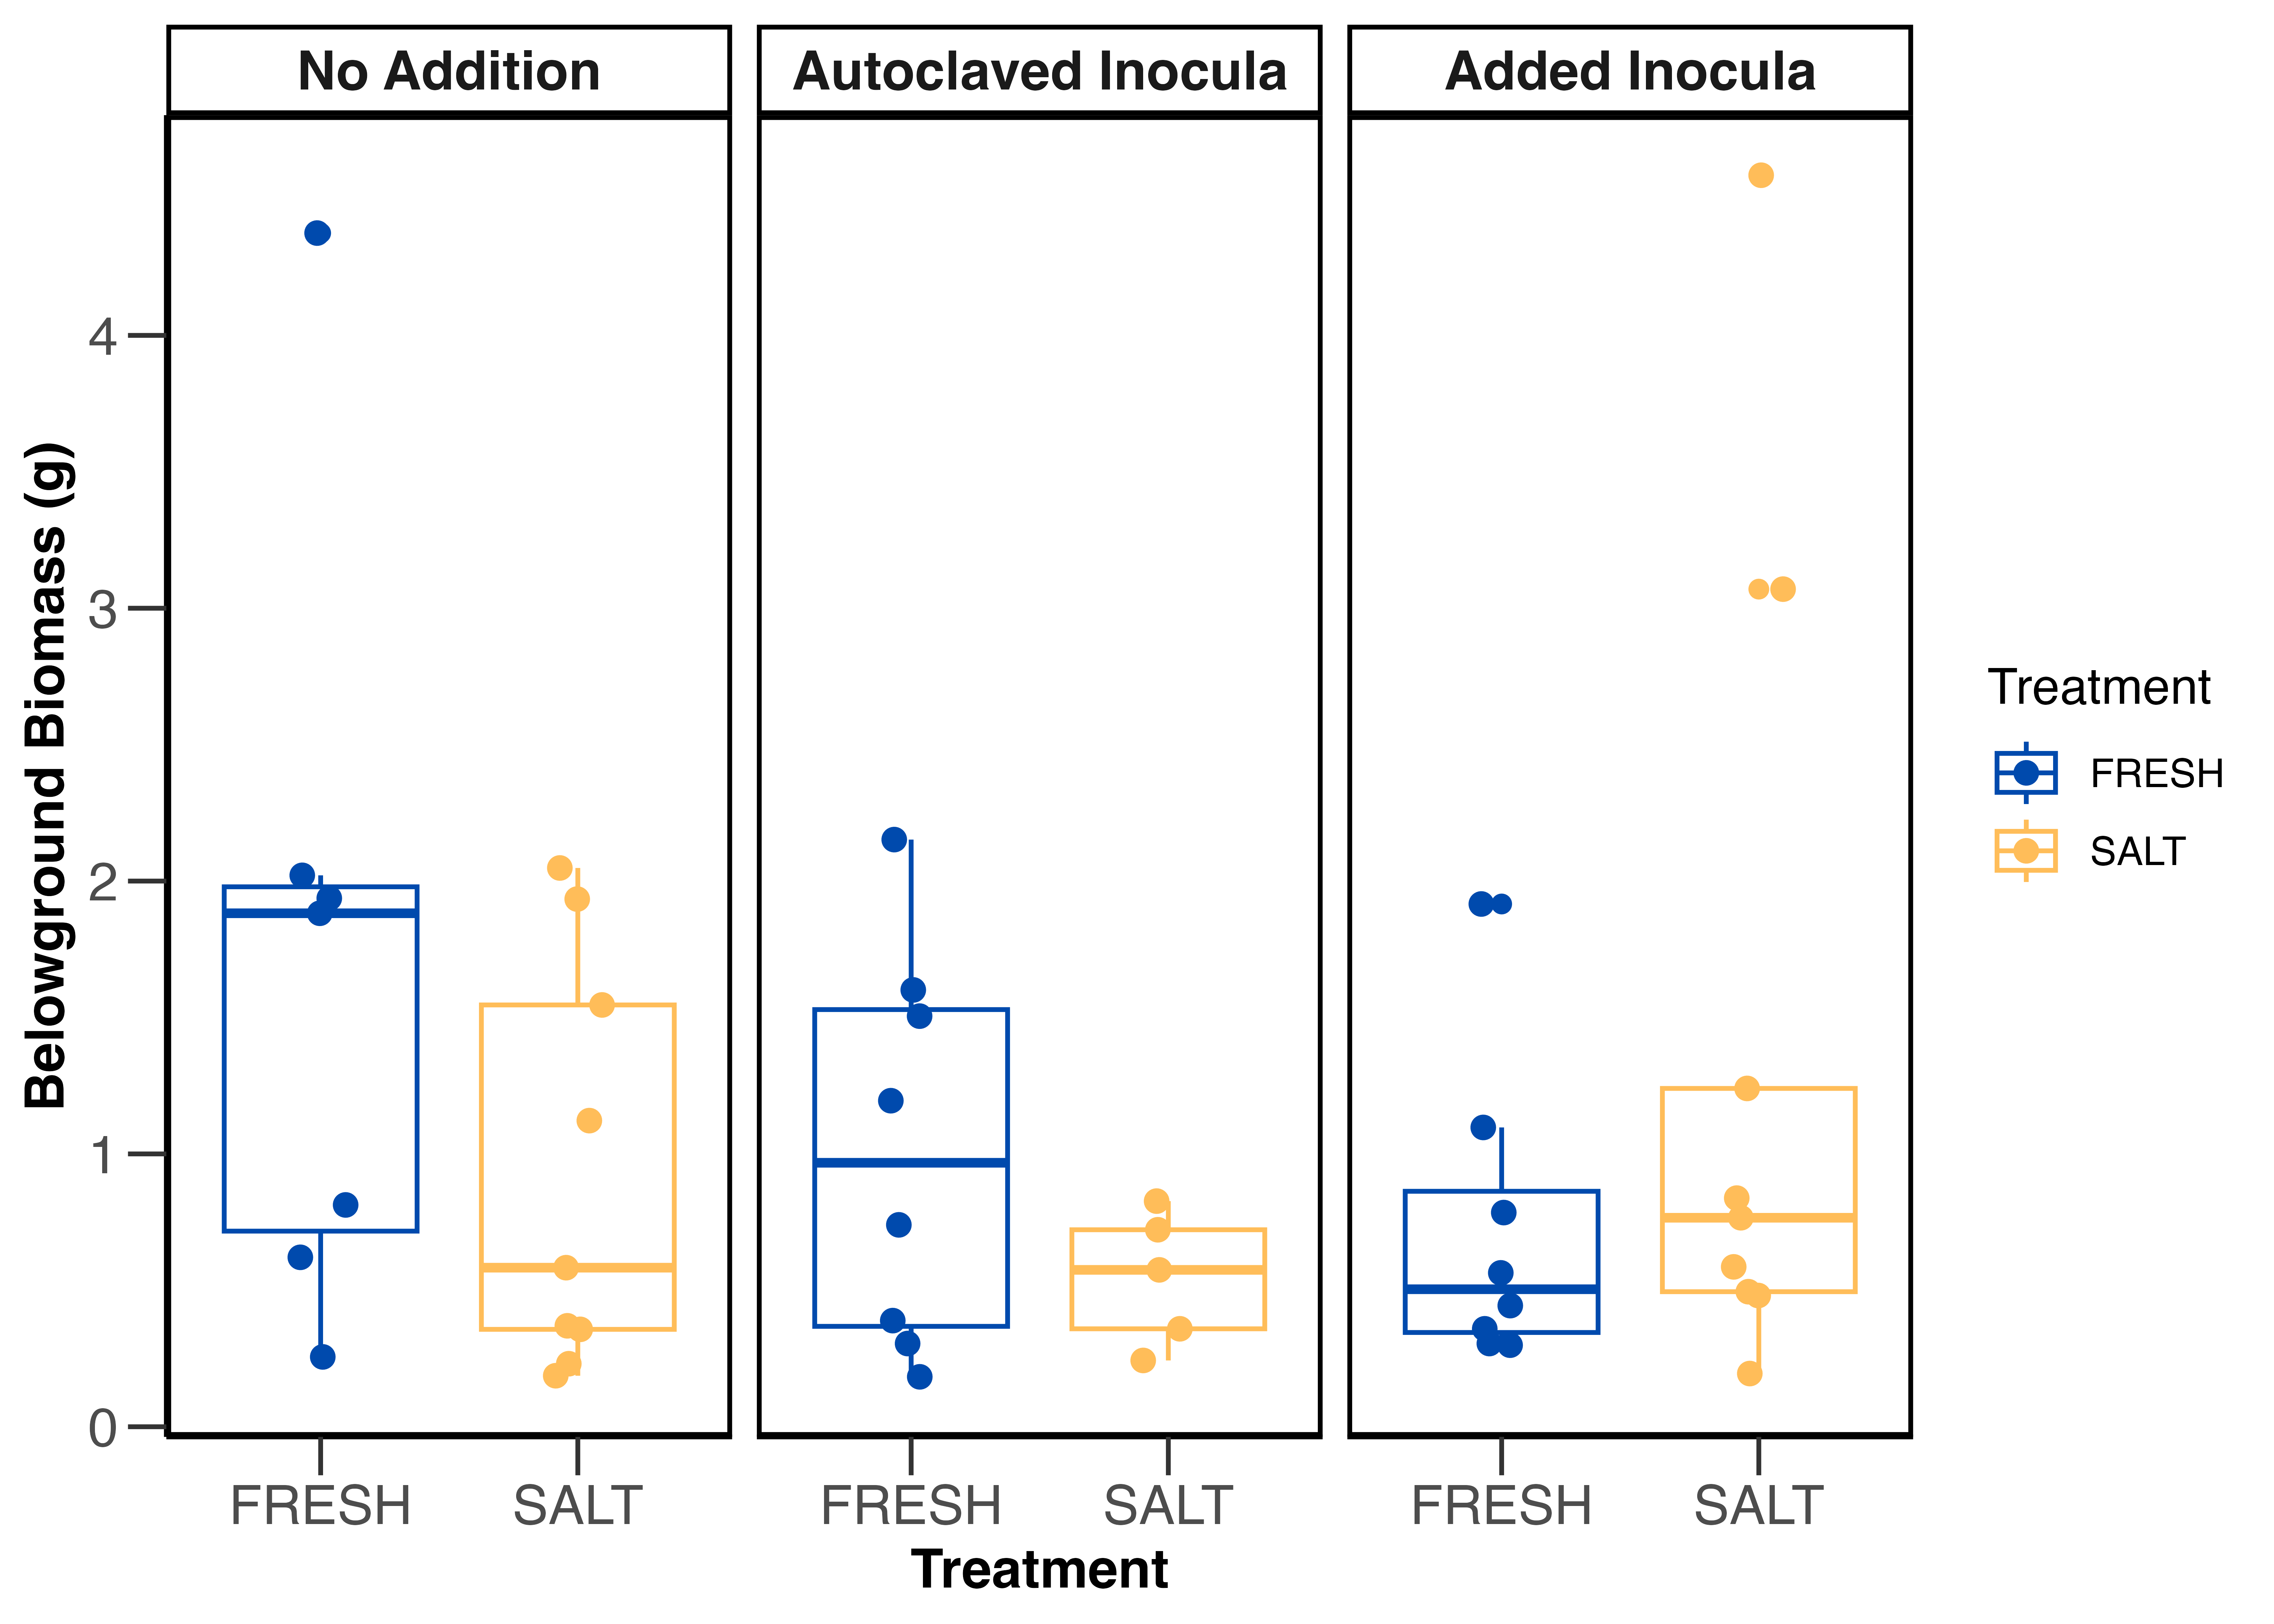 No Addition
Autoclaved Inocula
Added Inocula
Belowground Biomass (g)
4
3
2
1
0
FRESH
SALT
FRESH
SALT
FRESH
SALT
Treatment
Treatment
FRESH
SALT